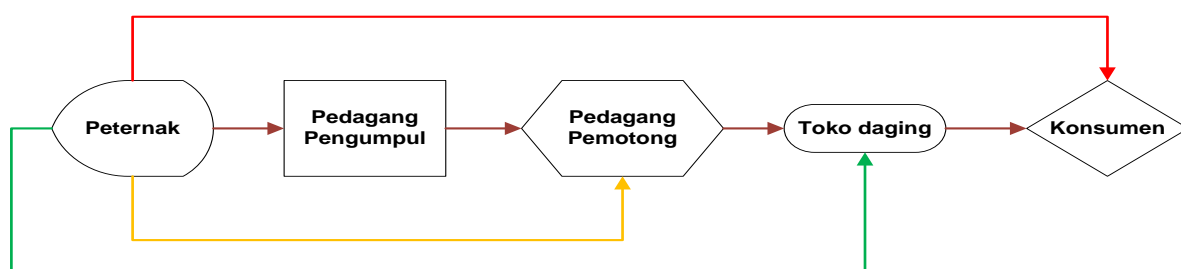 Peternak
Pedagang
Pengumpul
Pedagang
Pemotong
Toko daging
Konsumen